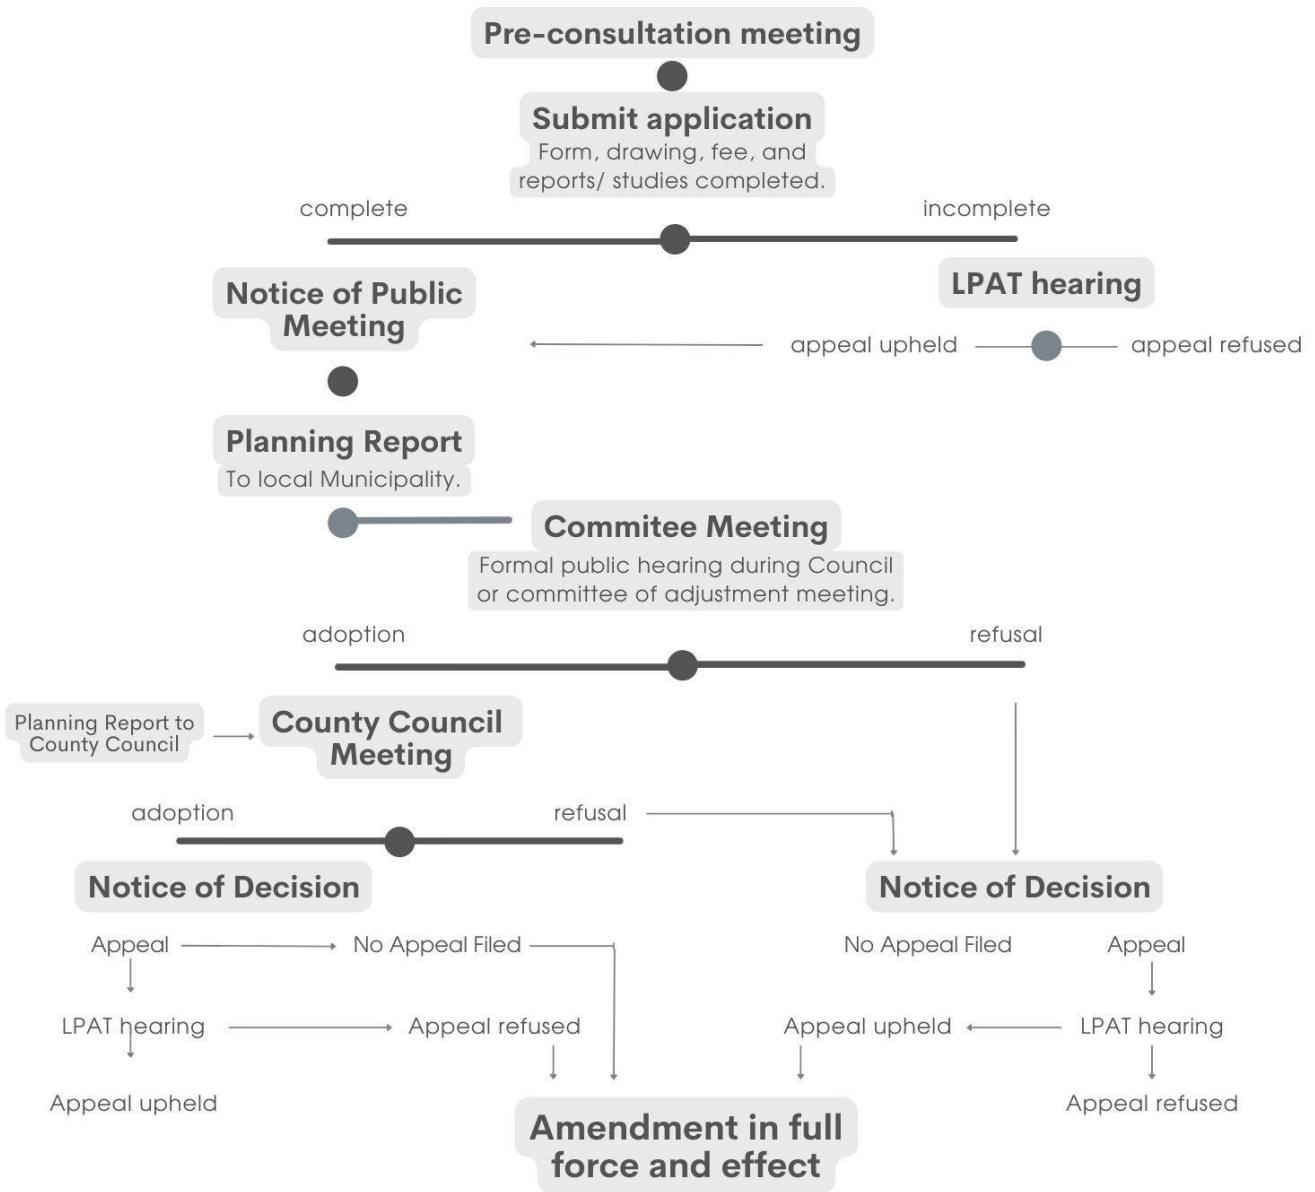 Pre-consultation meeting
Submit application
Form, drawing, fee, and
reports/ studies completed.
complete
incomplete
Notice of Public
Meeting
LPAT hearing
appeal upheld
appeal refused
Planning Report
To local Municipality.
Commitee Meeting
Formal public hearing during Council
or committee of adjustment meeting.
adoption
refusal
Planning Report to
County Council
County Council
Meeting
adoption
refusal
Notice of Decision
Notice of Decision
Appeal
No Appeal Filed
No Appeal Filed
Appeal
LPAT hearing
Appeal refused
Appeal upheld
LPAT hearing
Appeal upheld
Appeal refused
Amendment in full
force and effect